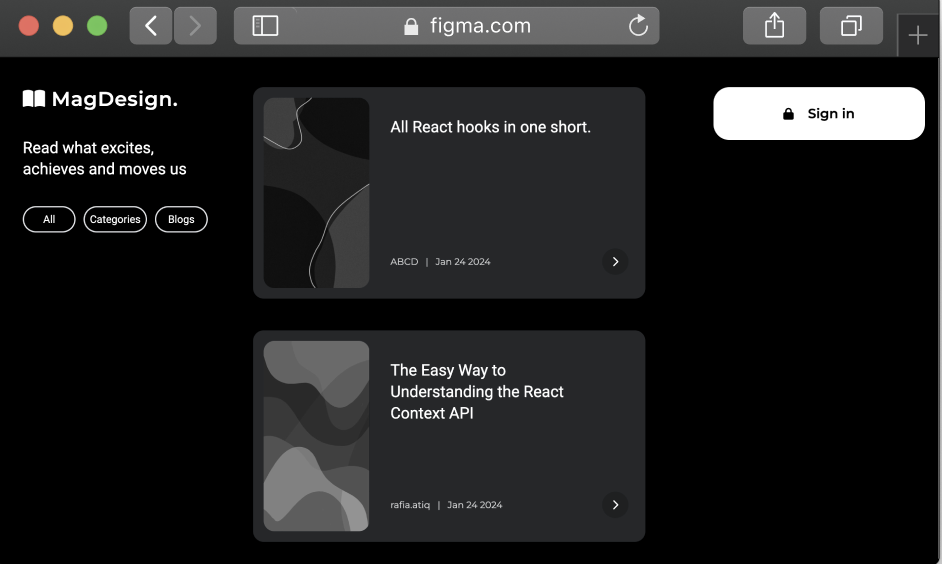 figma.com
MagDesign.
Read what excites,
achieves and moves us
All
Categories
Blogs
All React hooks in one short.
ABCD | Jan 24 2024
The Easy Way to
Understanding the React
Context API
rafia.atiq | Jan 24 2024
Sign in